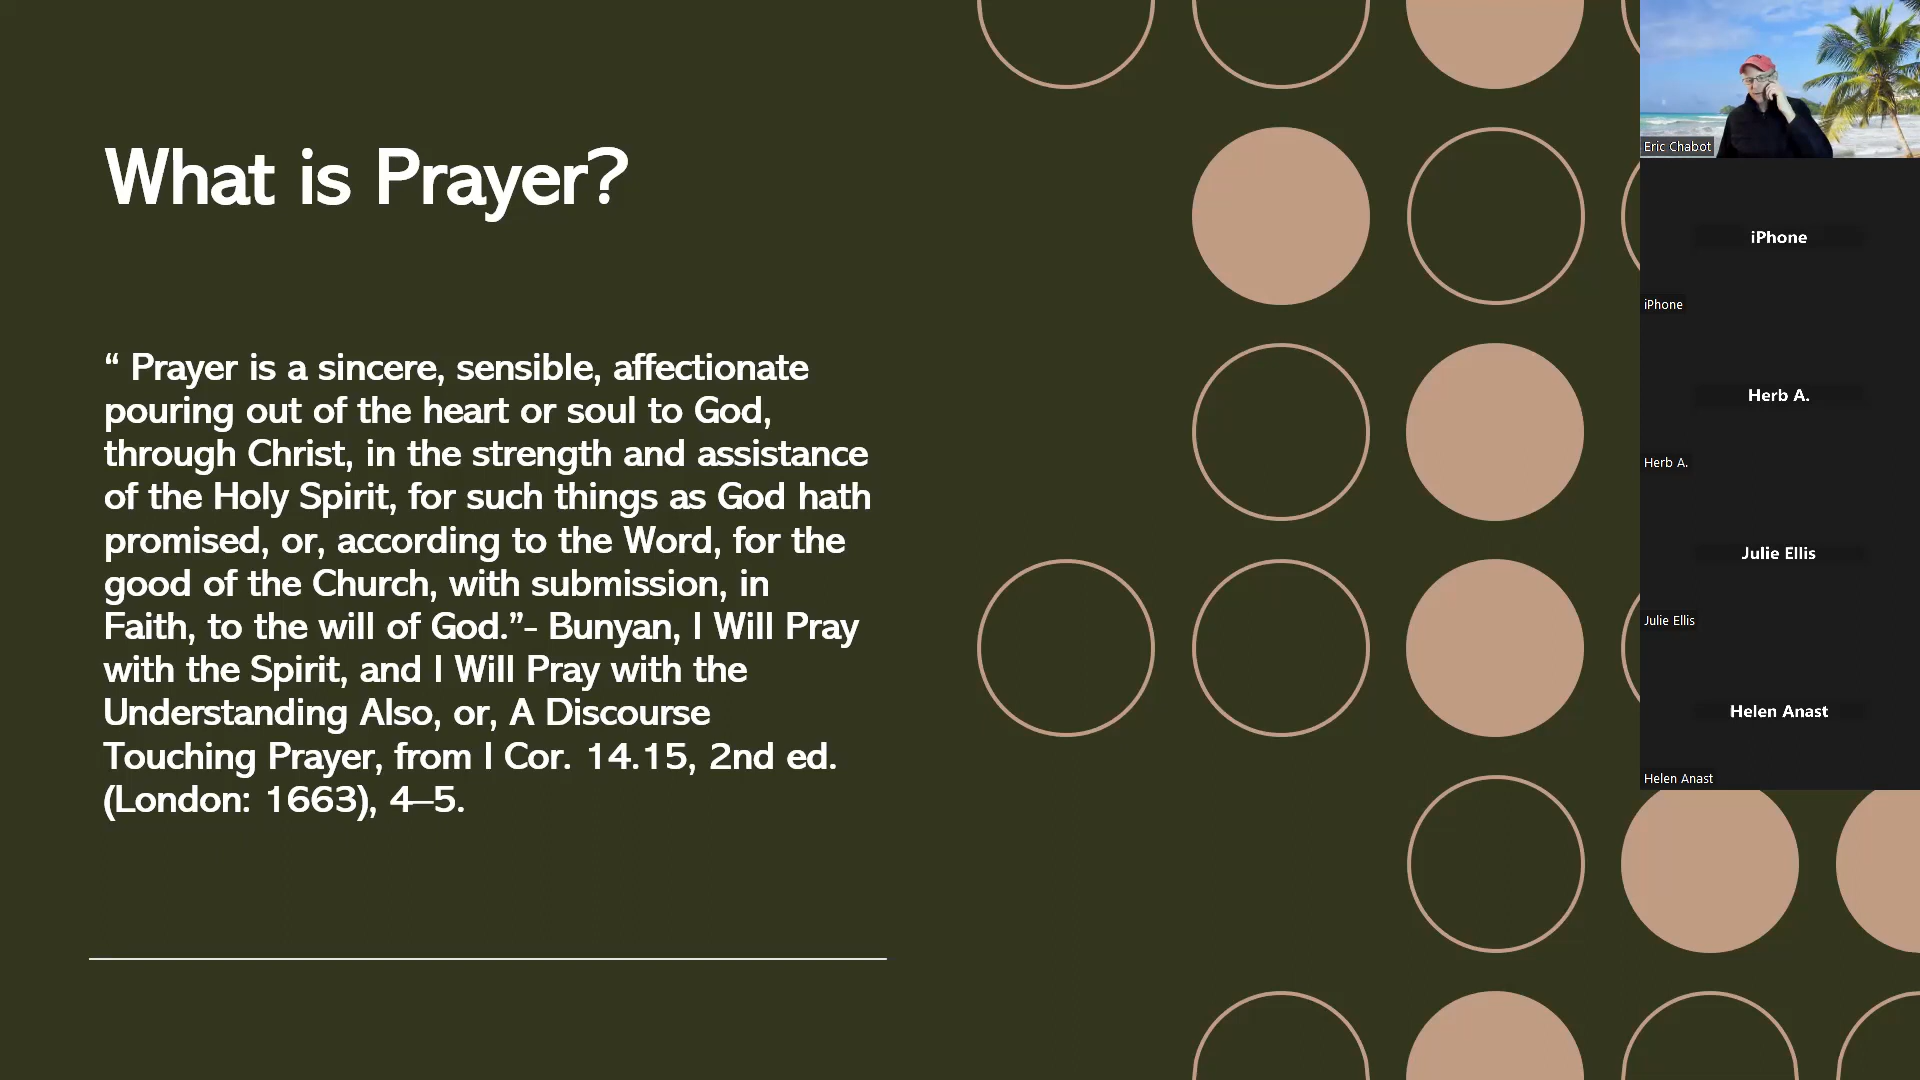 What is Prayer?
“ Prayer is a sincere, sensible, affectionate
pouring out of the heart or soul to God,
through Christ, in the strength and assistance
of the Holy Spirit, for such things as God hath
promised, or, according to the Word, for the
good of the Church, with submission, in
Faith, to the will of God.”- Bunyan, I Will Pray
with the Spirit, and I Will Pray with the
Understanding Also, or, A Discourse
Touching Prayer, from I Cor. 14.15, 2nd ed.
(London: 1663), 4–5.
Eric Chabot
iPhone
iPhone
Herb A.
Herb A.
Julie Ellis
Julie Ellis
Helen Anast
Helen Anast